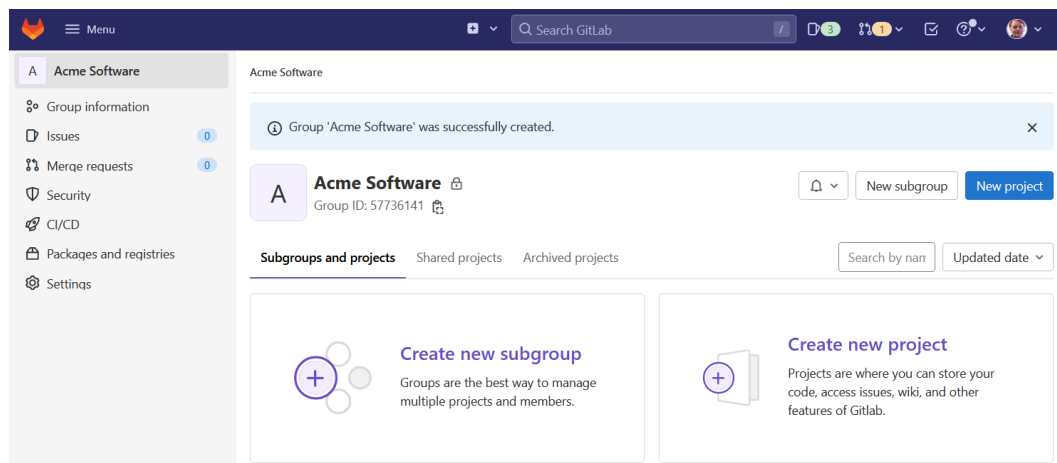 Menu
Search GitLab
/
3
1
A Acme Software
Group information
Issues 0
Merge requests 0
Security
CI/CD
Packages and registries
Settings
Acme Software
Group 'Acme Software' was successfully created.
A
Acme Software
Group ID: 57736141
New subgroup
New project
Subgroups and projects Shared projects Archived projects
Search by nam
Updated date
Create new subgroup
Groups are the best way to manage
multiple projects and members.
Create new project
Projects are where you can store your
code, access issues, wiki, and other
features of Gitlab.